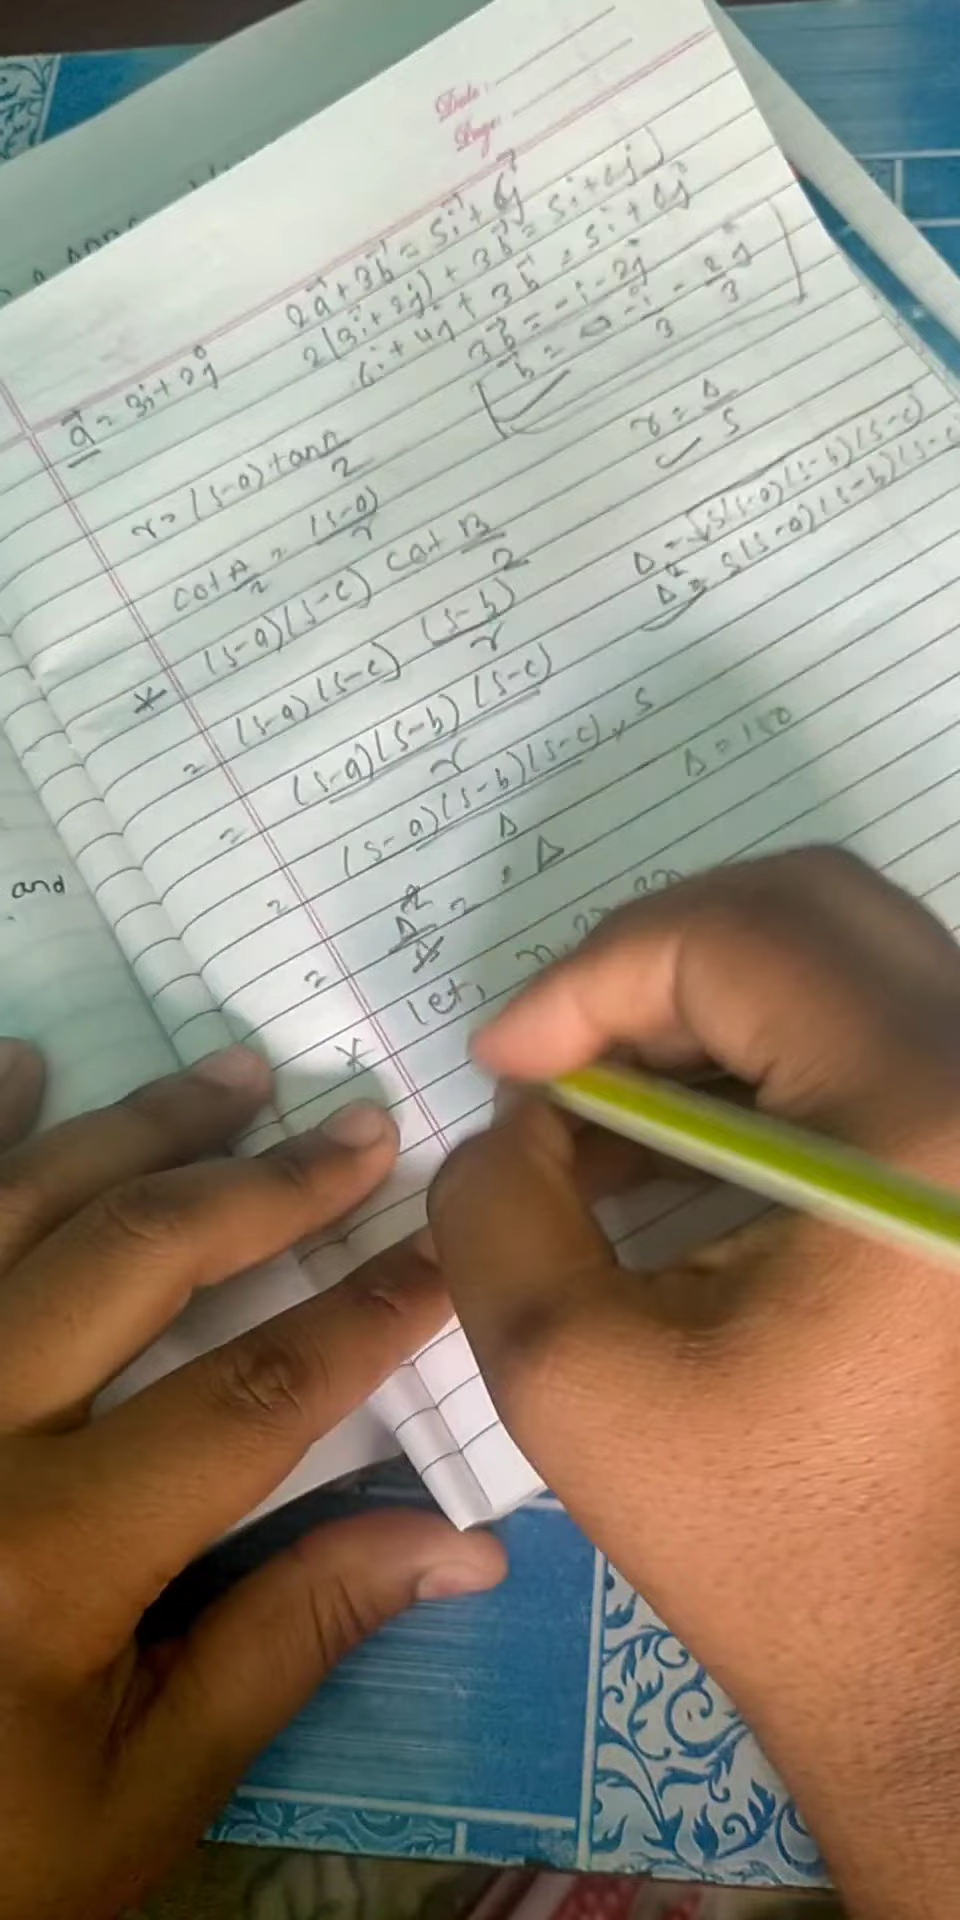 Date:
Page:
2a⃗ + 3b⃗ = 5i⃗ + 6j⃗
a⃗ = 3i + 2j
2(3i + 2j) + 3b⃗ = 5i + 6j
6i + 4j + 3b⃗ = 5i + 6j
3b⃗ = -i - 2j
b = -i/3 - 2j/3
r = (s-a) tan A/2
r = Δ/s
cot A/2 = (s-a)/r
Δ = √s(s-a)(s-b)(s-c)
Δ² = s(s-a)(s-b)(s-c)
* (s-a)(s-c) cot B/2
= (s-a)(s-c) (s-b)/r
= (s-a)(s-b)(s-c)/r
= (s-a)(s-b)(s-c) × s/Δ
Δ = 180
= Δ²/Δ = Δ
* let,
and